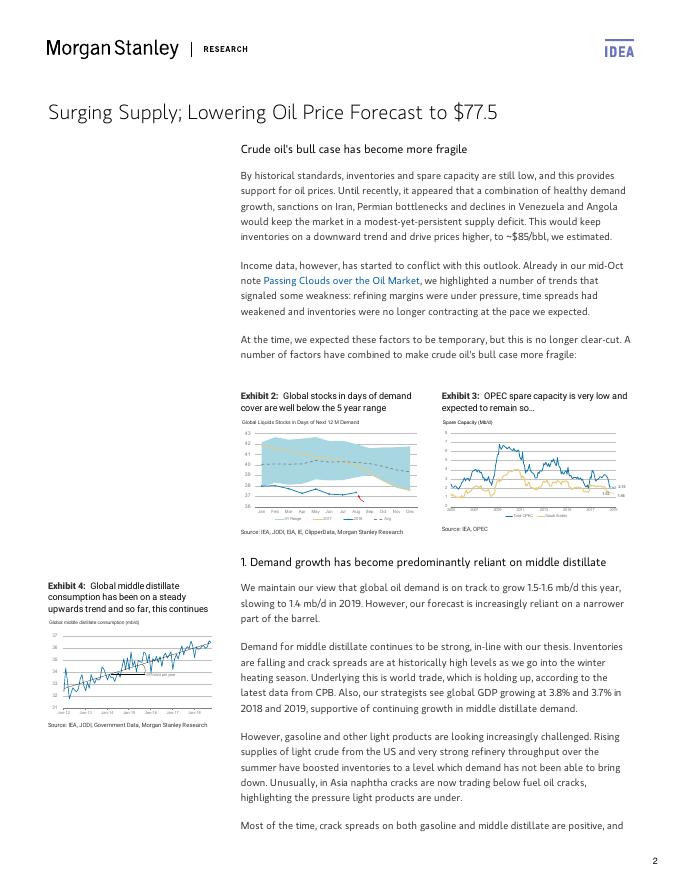 Morgan Stanley | RESEARCH
IDEA
Surging Supply; Lowering Oil Price Forecast to $77.5
Crude oil's bull case has become more fragile
By historical standards, inventories and spare capacity are still low, and this provides
support for oil prices. Until recently, it appeared that a combination of healthy demand
growth, sanctions on Iran, Permian bottlenecks and declines in Venezuela and Angola
would keep the market in a modest-yet-persistent supply deficit. This would keep
inventories on a downward trend and drive prices higher, to ~$85/bbl, we estimated.
Income data, however, has started to conflict with this outlook. Already in our mid-Oct
note Passing Clouds over the Oil Market, we highlighted a number of trends that
signaled some weakness: refining margins were under pressure, time spreads had
weakened and inventories were no longer contracting at the pace we expected.
At the time, we expected these factors to be temporary, but this is no longer clear-cut. A
number of factors have combined to make crude oil's bull case more fragile:
Exhibit 2: Global stocks in days of demand
cover are well below the 5 year range
Global Liquids Stocks in Days of Next 12 M Demand
43
42
41
40
39
38
37
36
Jan Feb Mar Apr May Jun Jul Aug Sep Oct Nov Dec
2017 2018 Avg
Source: IEA, JODI, EIA, IE, ClipperData, Morgan Stanley Research
Exhibit 3: OPEC spare capacity is very low and
expected to remain so...
Spare Capacity (Mb/d)
8
7
6
5
4
3
2
1
0
2005 2007 2009 2011 2013 2015 2017 2019
Total OPEC Saudi Arabia
Source: IEA, OPEC
1. Demand growth has become predominantly reliant on middle distillate
Exhibit 4: Global middle distillate
consumption has been on a steady
upwards trend and so far, this continues
Global middle distillate consumption (mb/d)
37
36
35
34
33
32
31
Jan-12 Jan-13 Jan-14 Jan-15 Jan-16 Jan-17 Jan-18
Source: IEA, JODI, Government Data, Morgan Stanley Research
We maintain our view that global oil demand is on track to grow 1.5-1.6 mb/d this year,
slowing to 1.4 mb/d in 2019. However, our forecast is increasingly reliant on a narrower
part of the barrel.
Demand for middle distillate continues to be strong, in-line with our thesis. Inventories
are falling and crack spreads are at historically high levels as we go into the winter
heating season. Underlying this is world trade, which is holding up, according to the
latest data from CPB. Also, our strategists see global GDP growing at 3.8% and 3.7% in
2018 and 2019, supportive of continuing growth in middle distillate demand.
However, gasoline and other light products are looking increasingly challenged. Rising
supplies of light crude from the US and very strong refinery throughput over the
summer have boosted inventories to a level which demand has not been able to bring
down. Unusually, in Asia naphtha cracks are now trading below fuel oil cracks,
highlighting the pressure light products are under.
Most of the time, crack spreads on both gasoline and middle distillate are positive, and
2